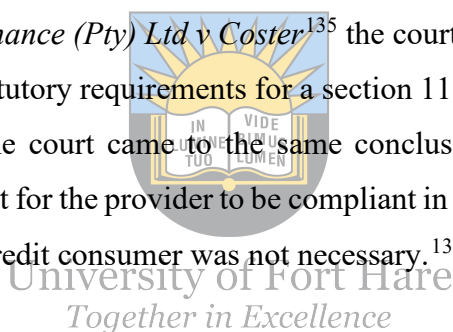 nance (Pty) Ltd v Coster¹³⁵ the court
tutory requirements for a section 11
IN LUMINE TUO VIDEBIMUS LUMEN
e court came to the same conclus
t for the provider to be compliant in
redit consumer was not necessary.¹³
University of Fort Hare
Together in Excellence